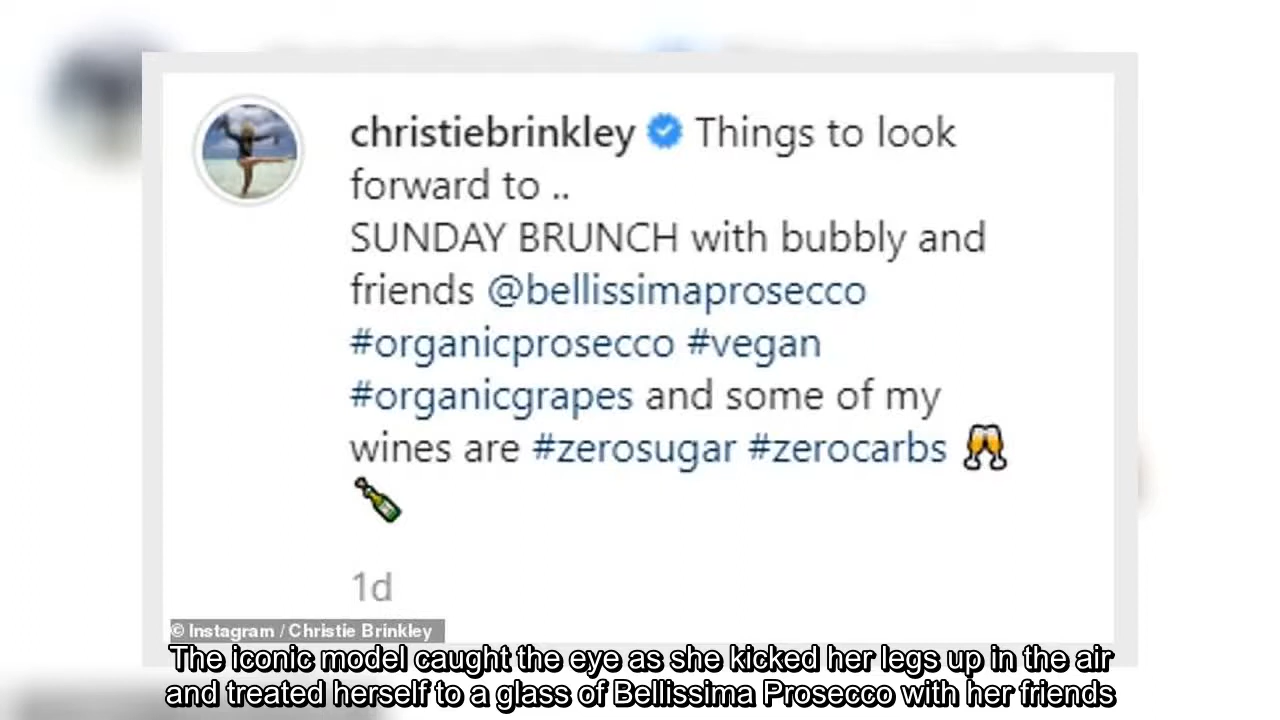 christiebrinkley Things to look
forward to ..
SUNDAY BRUNCH with bubbly and
friends @bellissimaprosecco
#organicprosecco #vegan
#organicgrapes and some of my
wines are #zerosugar #zerocarbs 🥂
🍾
1d
© Instagram / Christie Brinkley
The iconic model caught the eye as she kicked her legs up in the air
and treated herself to a glass of Bellissima Prosecco with her friends